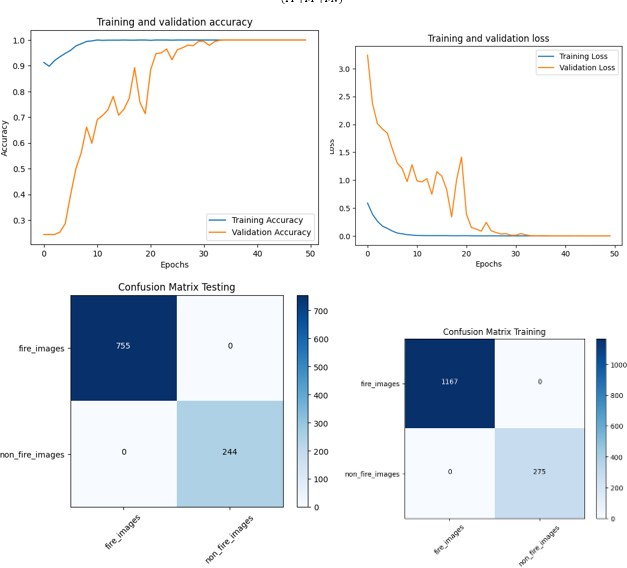 Training and validation accuracy
1.0
0.9
0.8
0.7
0.6
0.5
0.4
0.3
Accuracy
0 10 20 30 40 50
Epochs
Training Accuracy
Validation Accuracy
Training and validation loss
3.0
2.5
2.0
1.5
1.0
0.5
0.0
Loss
0 10 20 30 40 50
Epochs
Training Loss
Validation Loss
Confusion Matrix Testing
fire_images
non_fire_images
755 0
0 244
fire_images
non_fire_images
700
600
500
400
300
200
100
0
Confusion Matrix Training
fire_images
non_fire_images
1167 0
0 275
fire_images
non_fire_images
1000
800
600
400
200
0